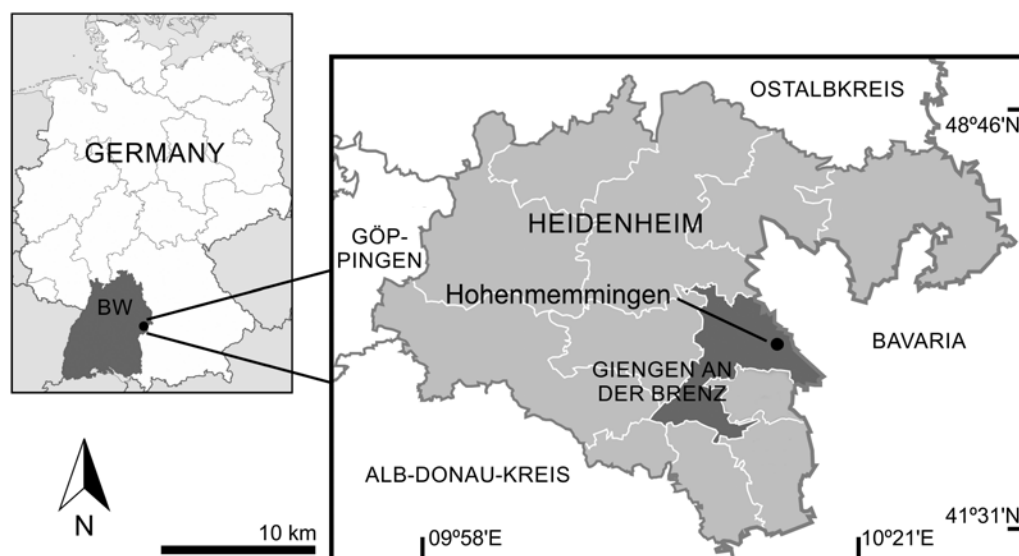 GERMANY
BW
N
10 km
OSTALBKREIS
48º46'N
HEIDENHEIM
GÖP-
PINGEN
Hohenmemmingen
BAVARIA
GIENGEN AN
DER BRENZ
ALB-DONAU-KREIS
41º31'N
09º58'E
10º21'E